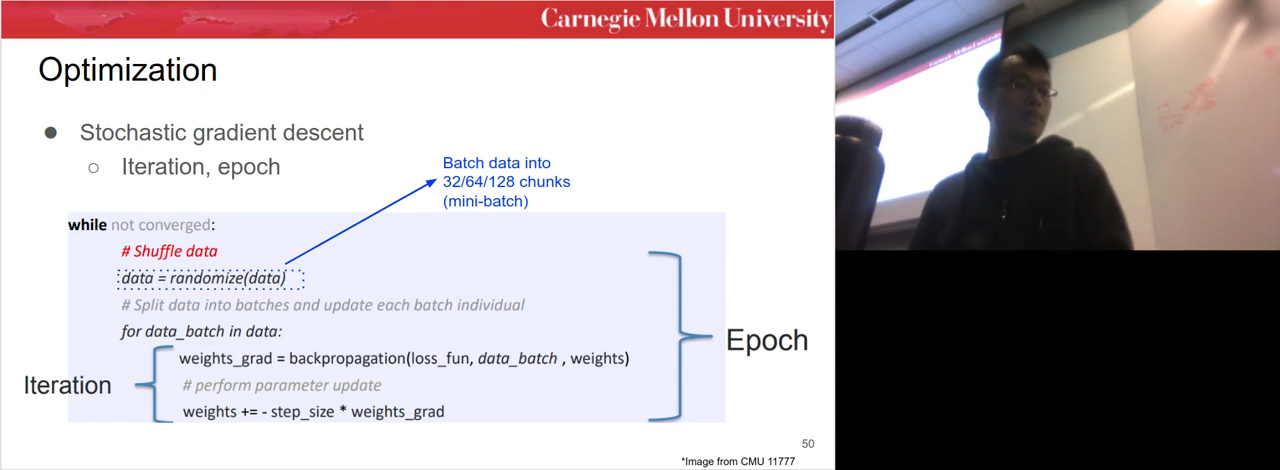 Carnegie Mellon University
Optimization
● Stochastic gradient descent
○ Iteration, epoch
Batch data into
32/64/128 chunks
(mini-batch)
while not converged:
# Shuffle data
data = randomize(data)
# Split data into batches and update each batch individual
for data_batch in data:
weights_grad = backpropagation(loss_fun, data_batch , weights)
# perform parameter update
weights += - step_size * weights_grad
Iteration
Epoch
50
*Image from CMU 11777
Carnegie Mellon University